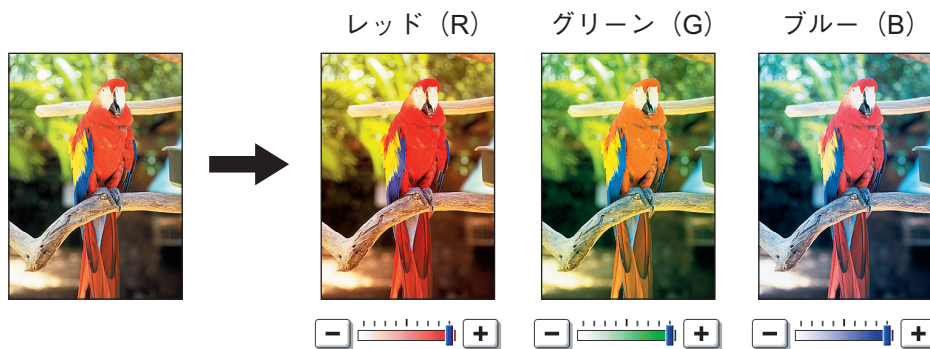 レッド（R） グリーン（G） ブルー（B）
− + − + − +